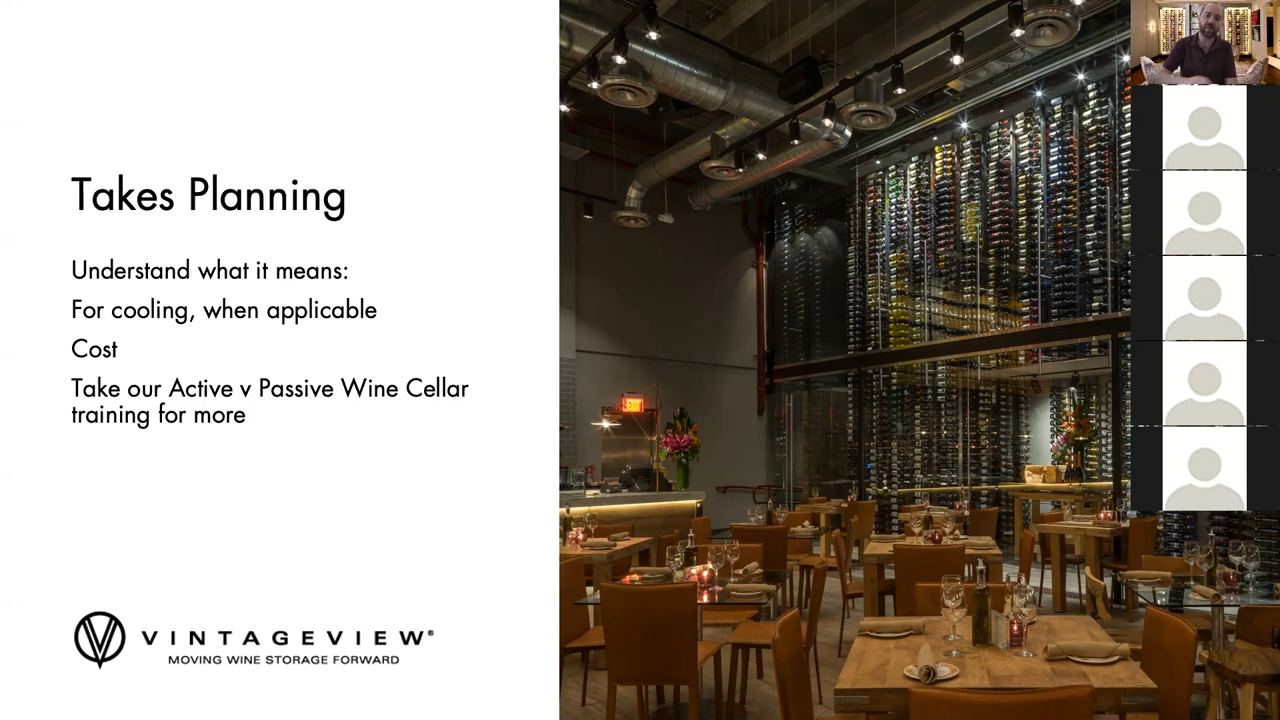 Takes Planning
Understand what it means:
For cooling, when applicable
Cost
Take our Active v Passive Wine Cellar
training for more
VINTAGEVIEW®
MOVING WINE STORAGE FORWARD
EXIT